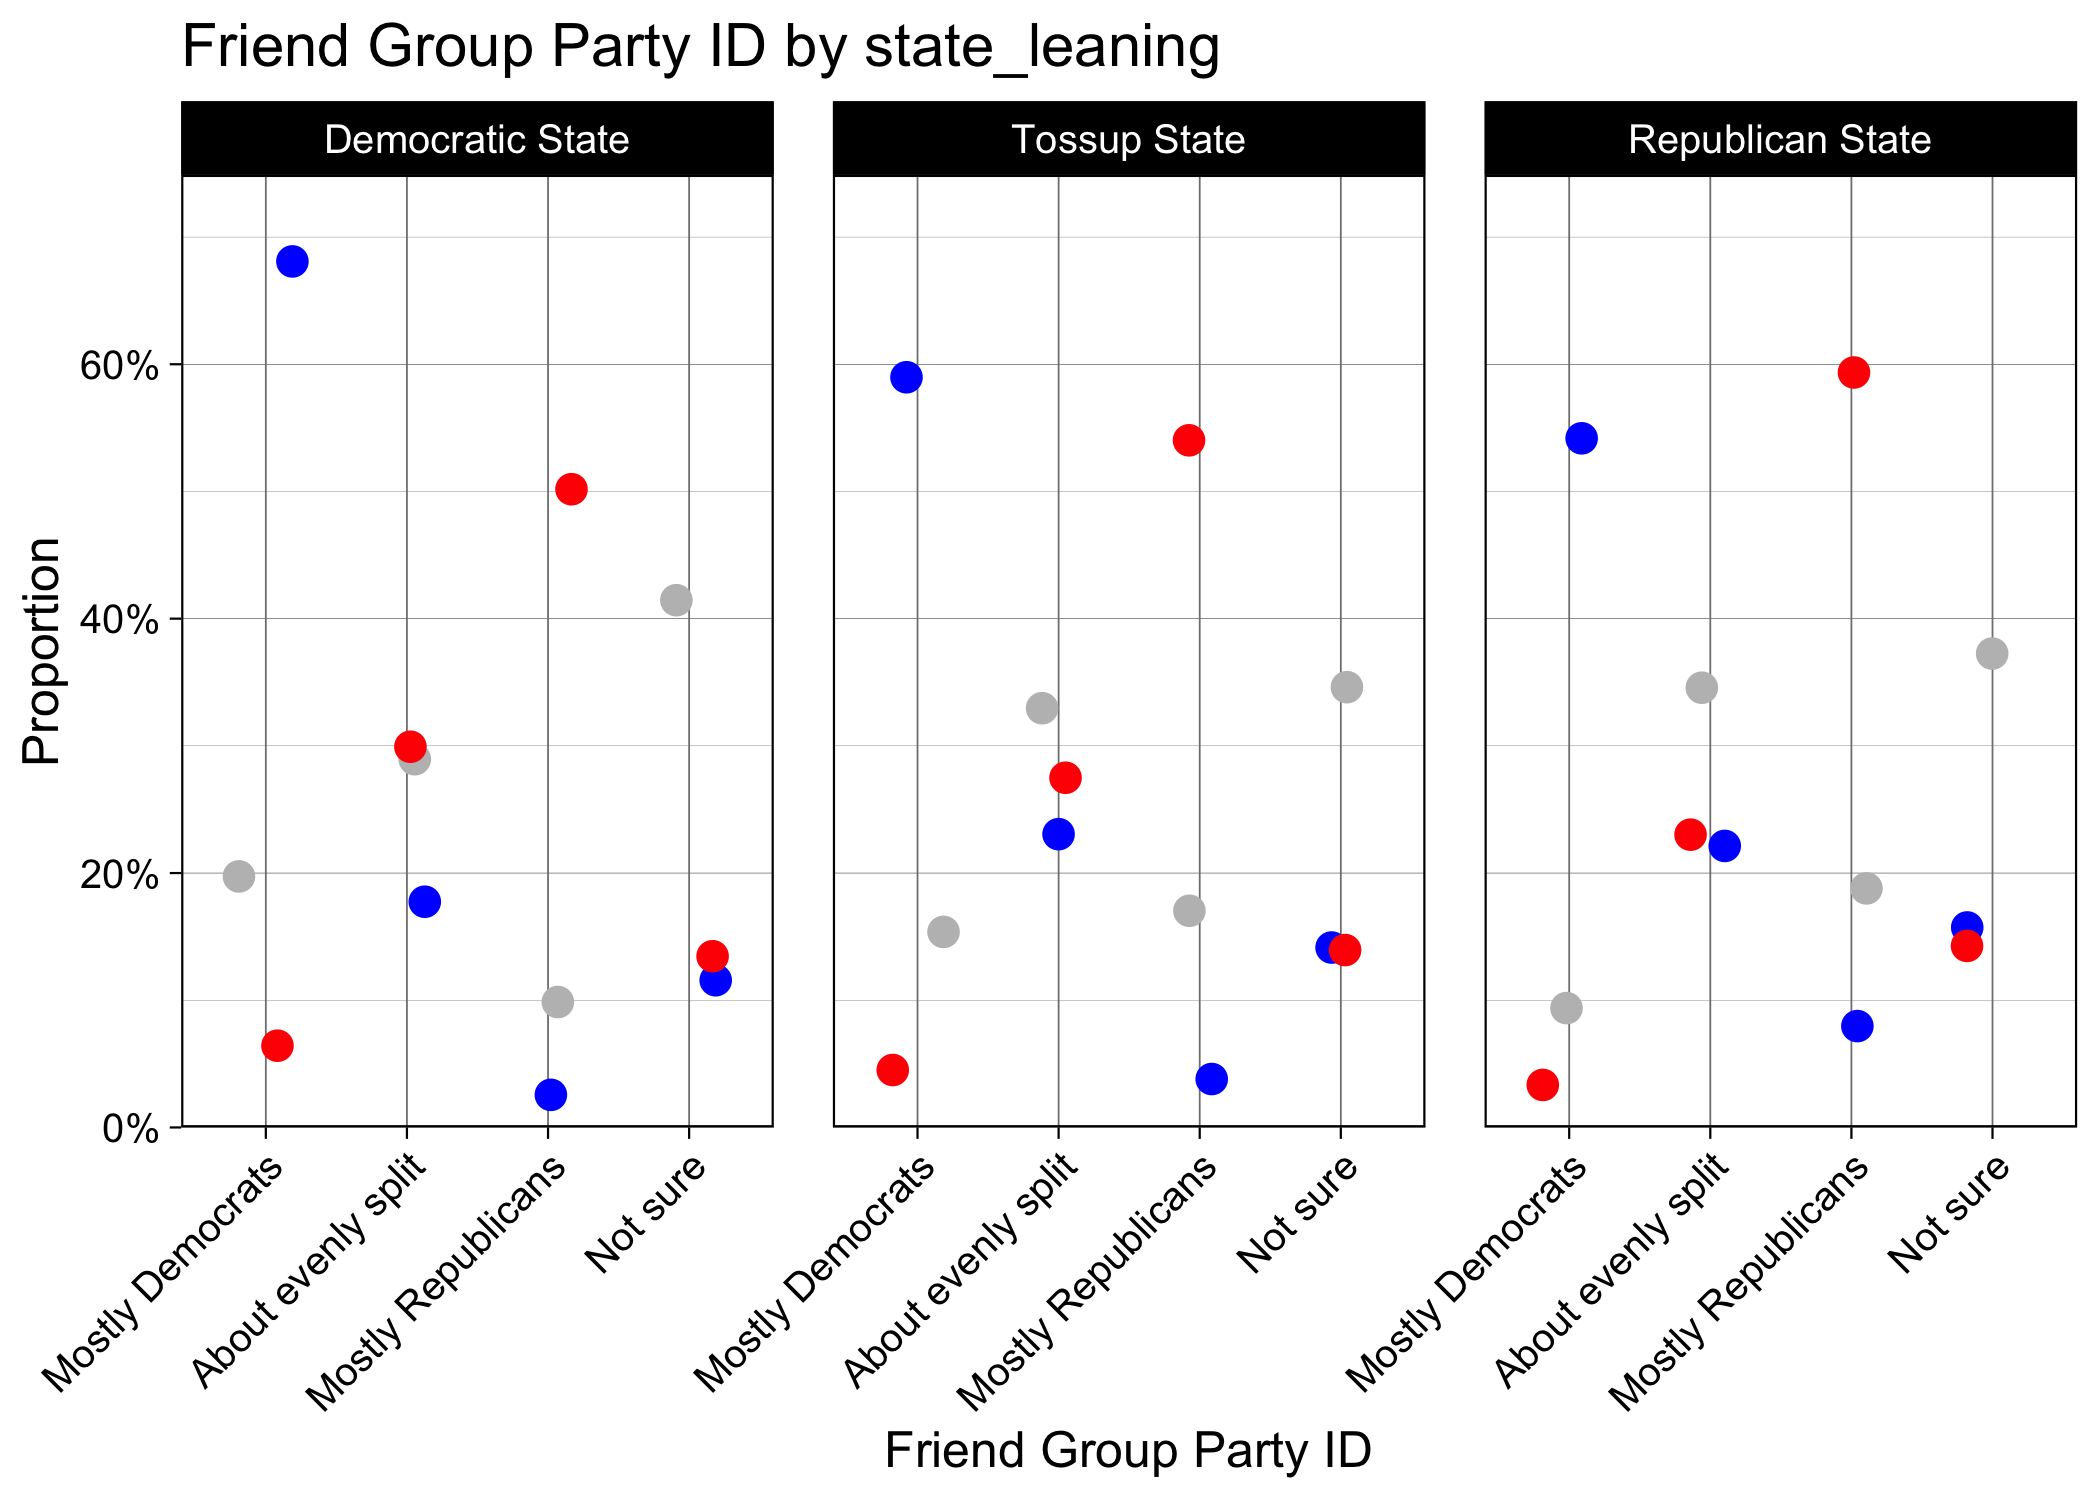 Friend Group Party ID by state_leaning
Democratic State
Tossup State
Republican State
Proportion
60%
40%
20%
0%
Mostly Democrats
About evenly split
Mostly Republicans
Not sure
Mostly Democrats
About evenly split
Mostly Republicans
Not sure
Mostly Democrats
About evenly split
Mostly Republicans
Not sure
Friend Group Party ID